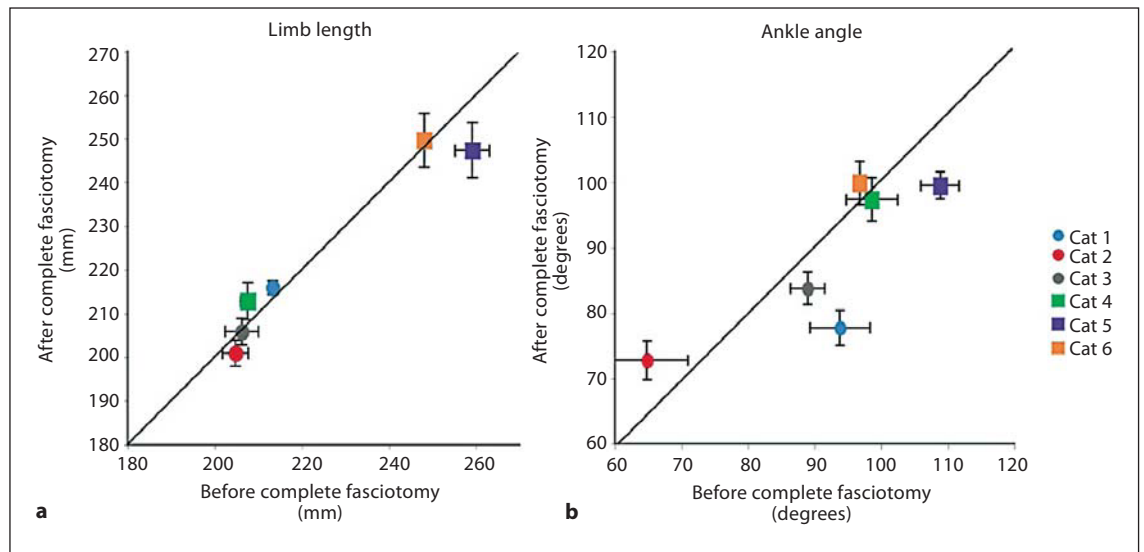 Limb length
270
260
250
240
230
220
210
200
190
180
After complete fasciotomy
(mm)
180
200
220
240
260
Before complete fasciotomy
(mm)
a
Ankle angle
120
110
100
90
80
70
60
After complete fasciotomy
(degrees)
60
70
80
90
100
110
120
Before complete fasciotomy
(degrees)
b
Cat 1
Cat 2
Cat 3
Cat 4
Cat 5
Cat 6